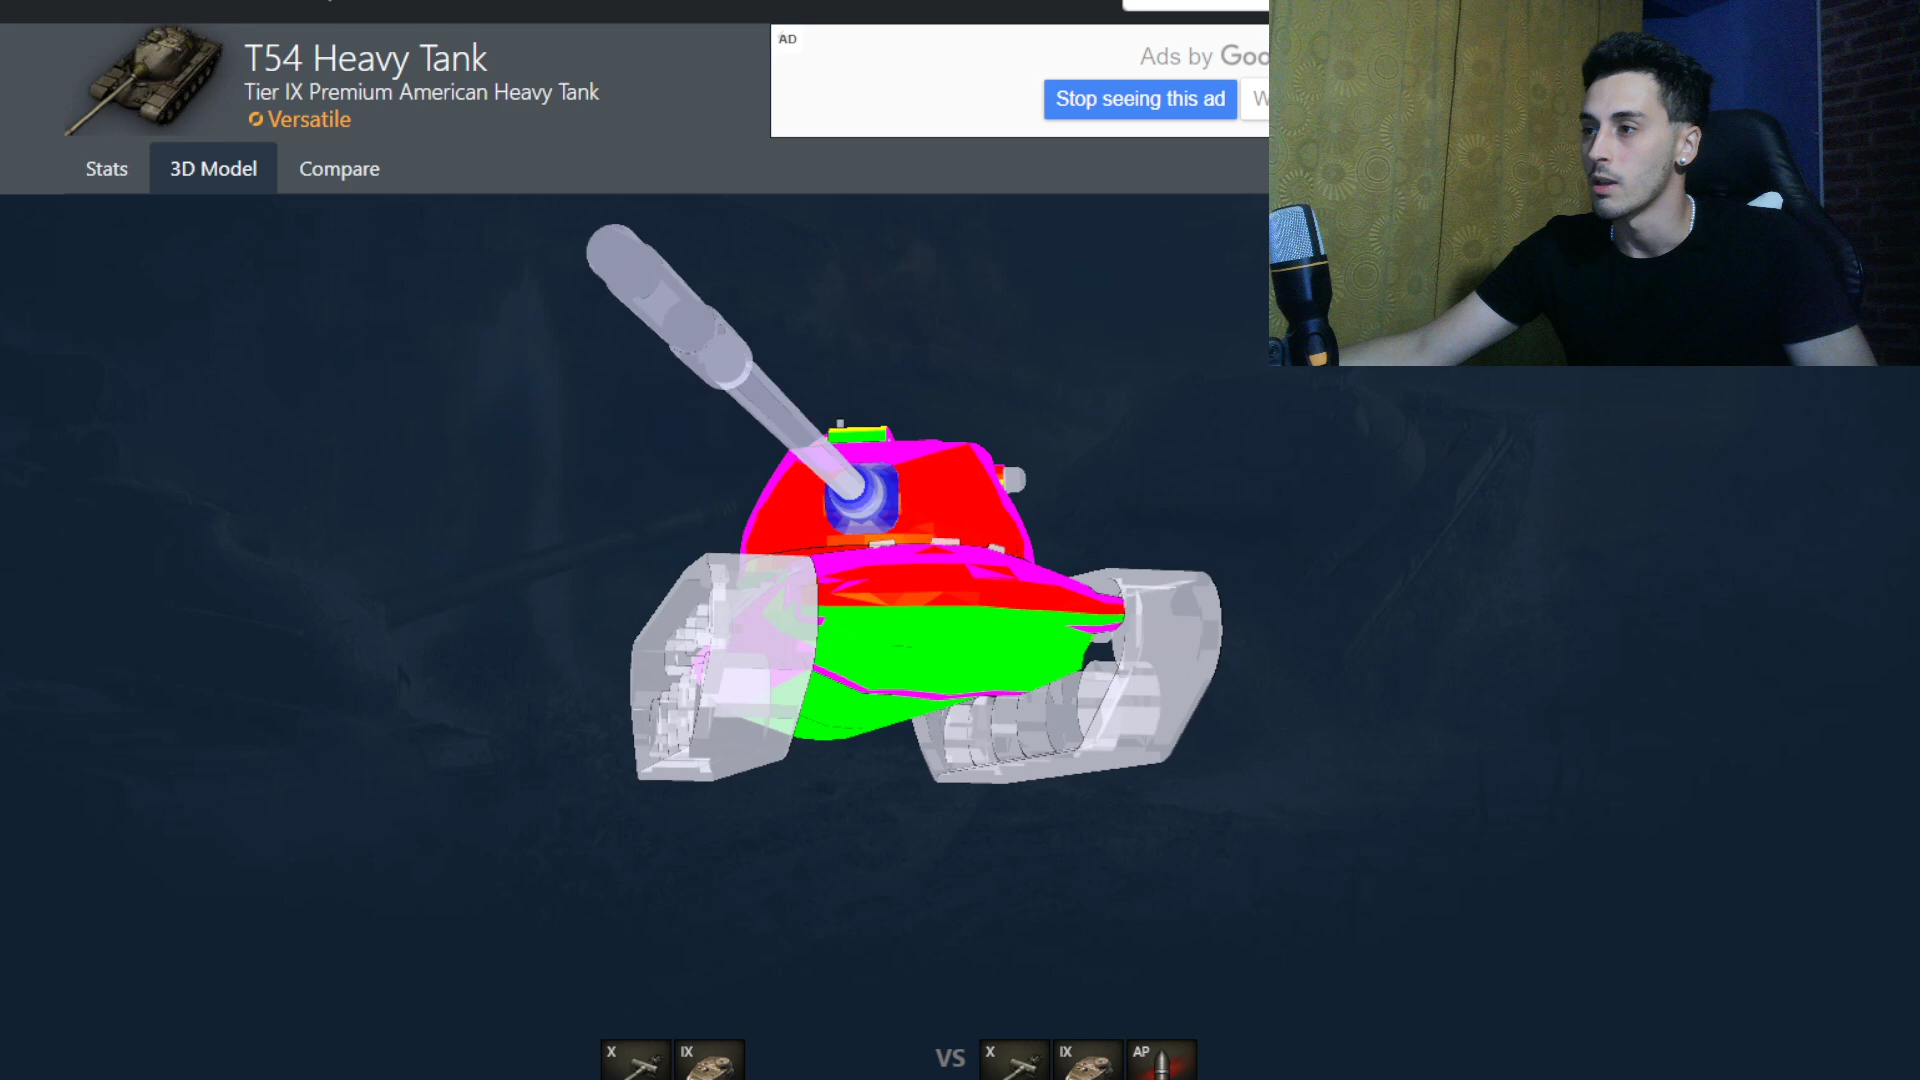 AD
T54 Heavy Tank
Ads by Goo
Tier IX Premium American Heavy Tank
Stop seeing this ad
W
Versatile
Stats
3D Model
Compare
X
IX
VS
X
IX
AP